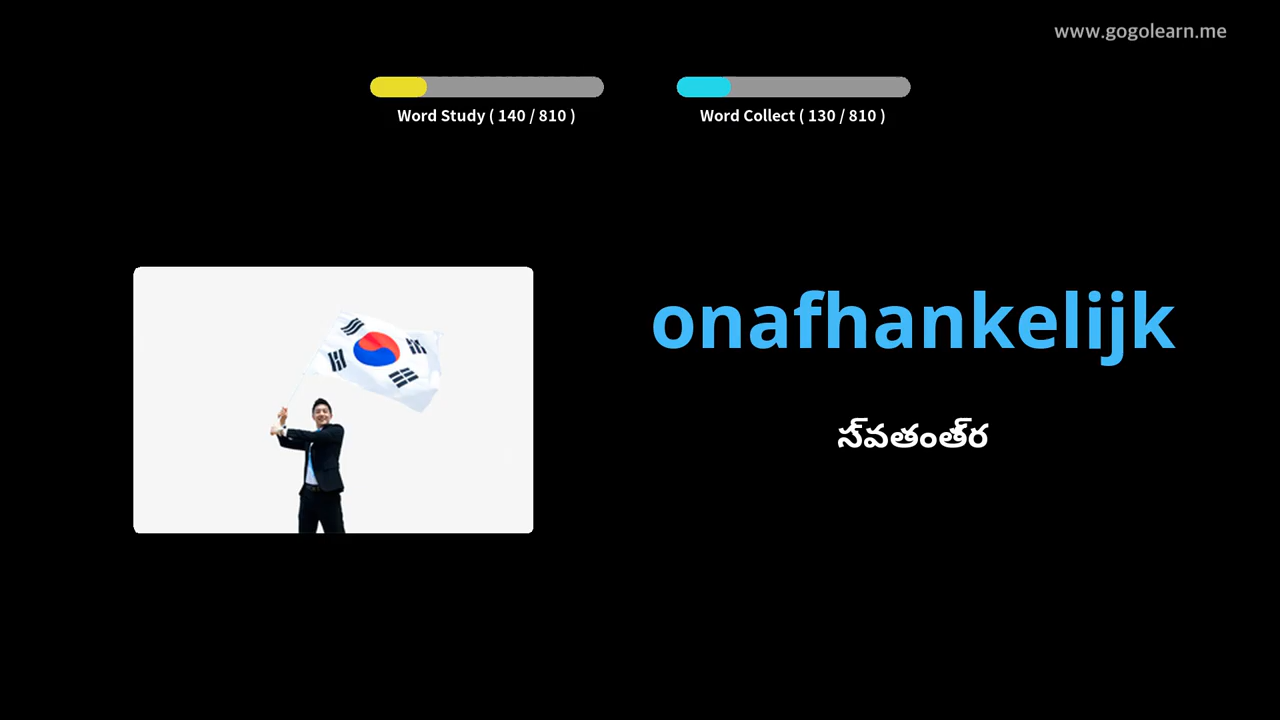 www.gogolearn.me
Word Study ( 140 / 810 )
Word Collect ( 130 / 810 )
onafhankelijk
స్వతంత్ర